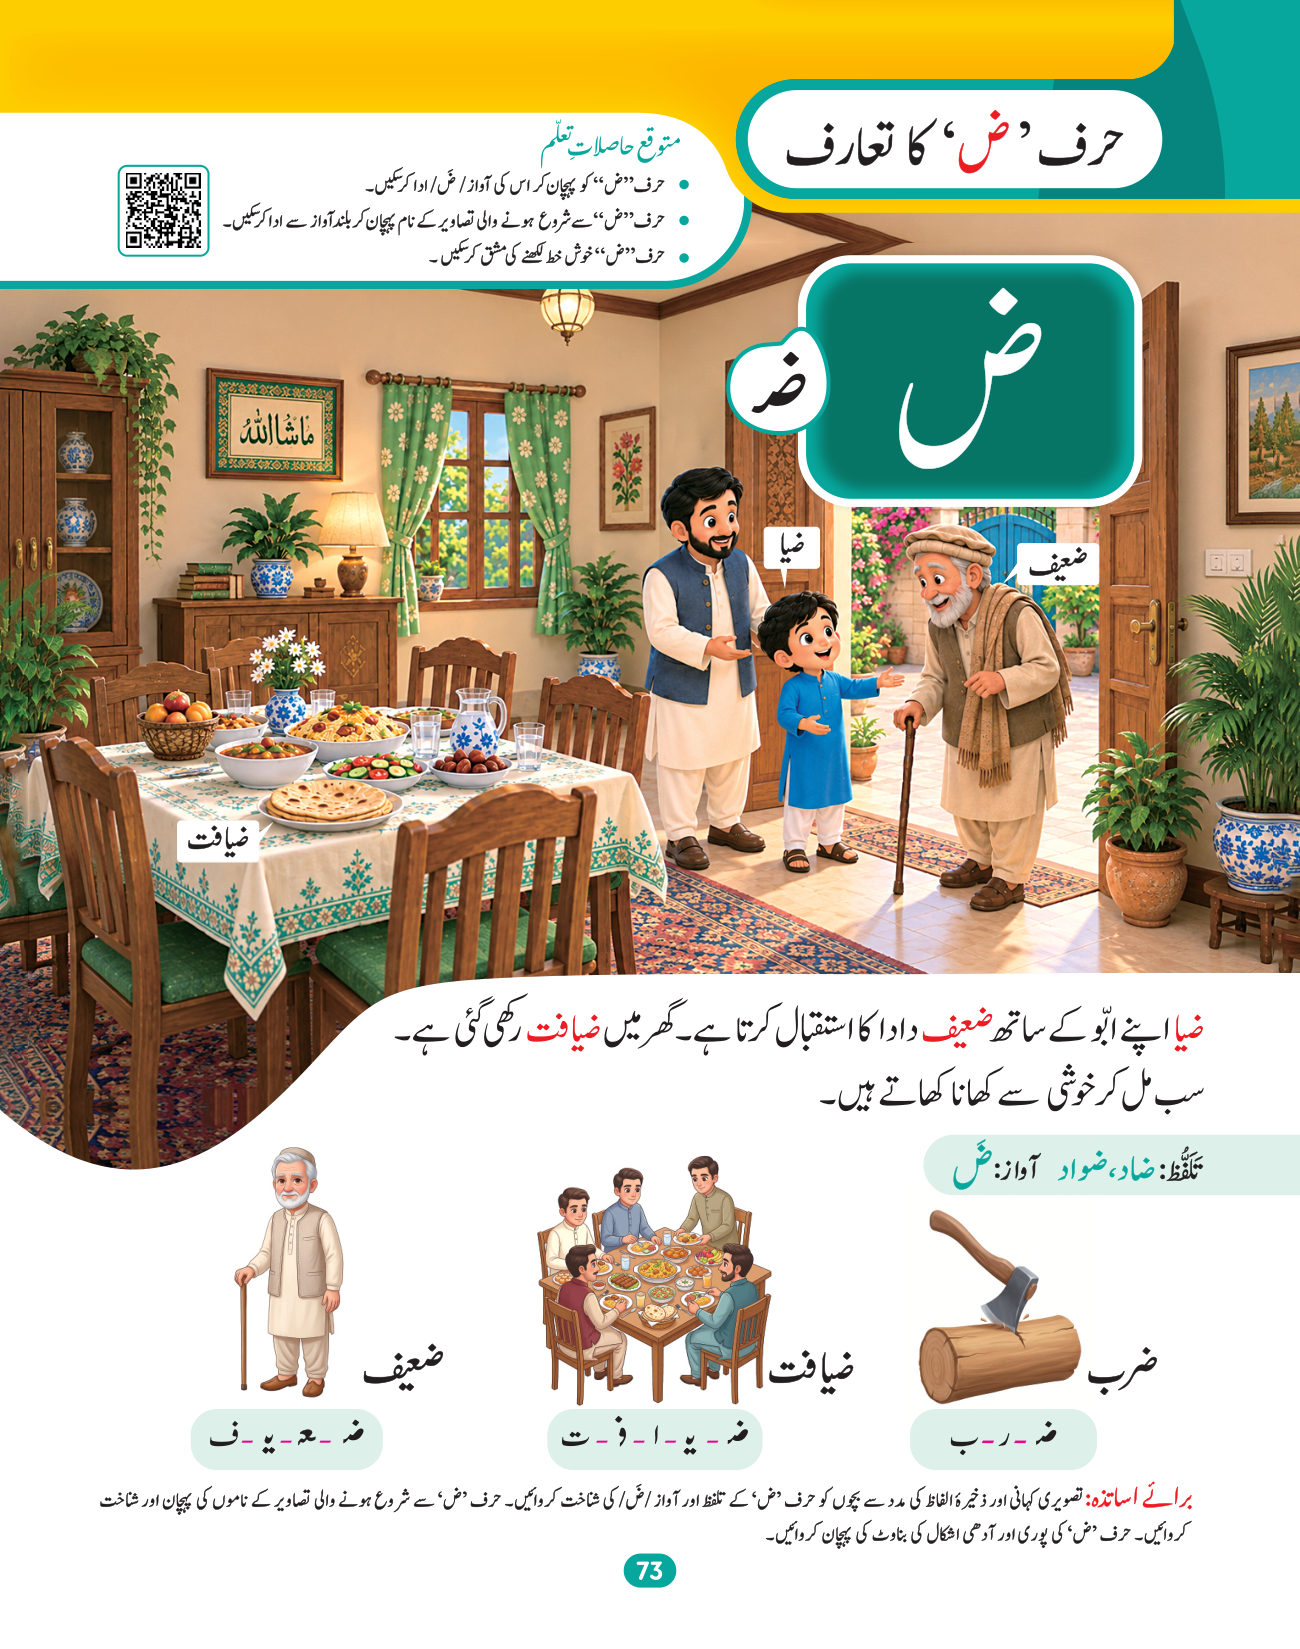 حرف ’ض‘ کا تعارف
متوقع حاصلاتِ تعلّم
حرف ’’ض‘‘ کو پہچان کر اس کی آواز /ضَ/ ادا کرسکیں۔
حرف ’’ض‘‘ سے شروع ہونے والی تصاویر کے نام پہچان کر بلند آواز سے ادا کرسکیں۔
حرف ’’ض‘‘ خوش خط لکھنے کی مشق کرسکیں ۔
ض
ضـ
ماشاالله
ضیا
ضعیف
ضیافت
ضیا اپنے ابّو کے ساتھ ضعیف دادا کا استقبال کرتا ہے۔ گھر میں ضیافت رکھی گئی ہے۔
سب مل کر خوشی سے کھانا کھاتے ہیں۔
تَلَفُّظ: ضاد، ضواد آواز: ضَ
ضرب
ضیافت
ضعیف
ضـ - ر - ب
ضـ - یـ - ا - فـ - ت
ضـ - عـ - یـ - ف
برائے اساتذہ: تصویری کہانی اور ذخیرۂ الفاظ کی مدد سے بچوں کو حرف ’ض‘ کے تلفظ اور آواز /ضَ/ کی شناخت کروائیں۔ حرف ’ض‘ سے شروع ہونے والی تصاویر کے ناموں کی پہچان اور شناخت
کروائیں۔ حرف ’ض‘ کی پوری اور آدھی اشکال کی بناوٹ کی پہچان کروائیں۔
73